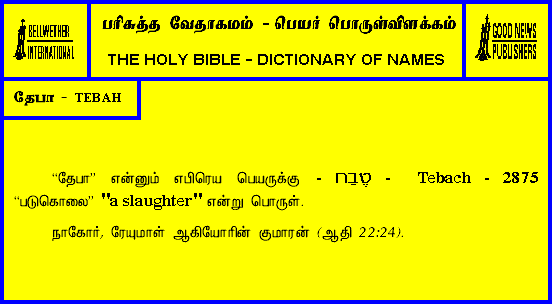 BELLWETHER
INTERNATIONAL
பரிசுத்த வேதாகமம் - பெயர் பொருள்விளக்கம்
THE HOLY BIBLE - DICTIONARY OF NAMES
GOOD NEWS
PUBLISHERS
தேபா - TEBAH
“தேபா” என்னும் எபிரெய பெயருக்கு - טֶבַח - Tebach - 2875
“படுகொலை” "a slaughter" என்று பொருள்.
நாகோர், ரேயுமாள் ஆகியோரின் குமாரன் (ஆதி 22:24).